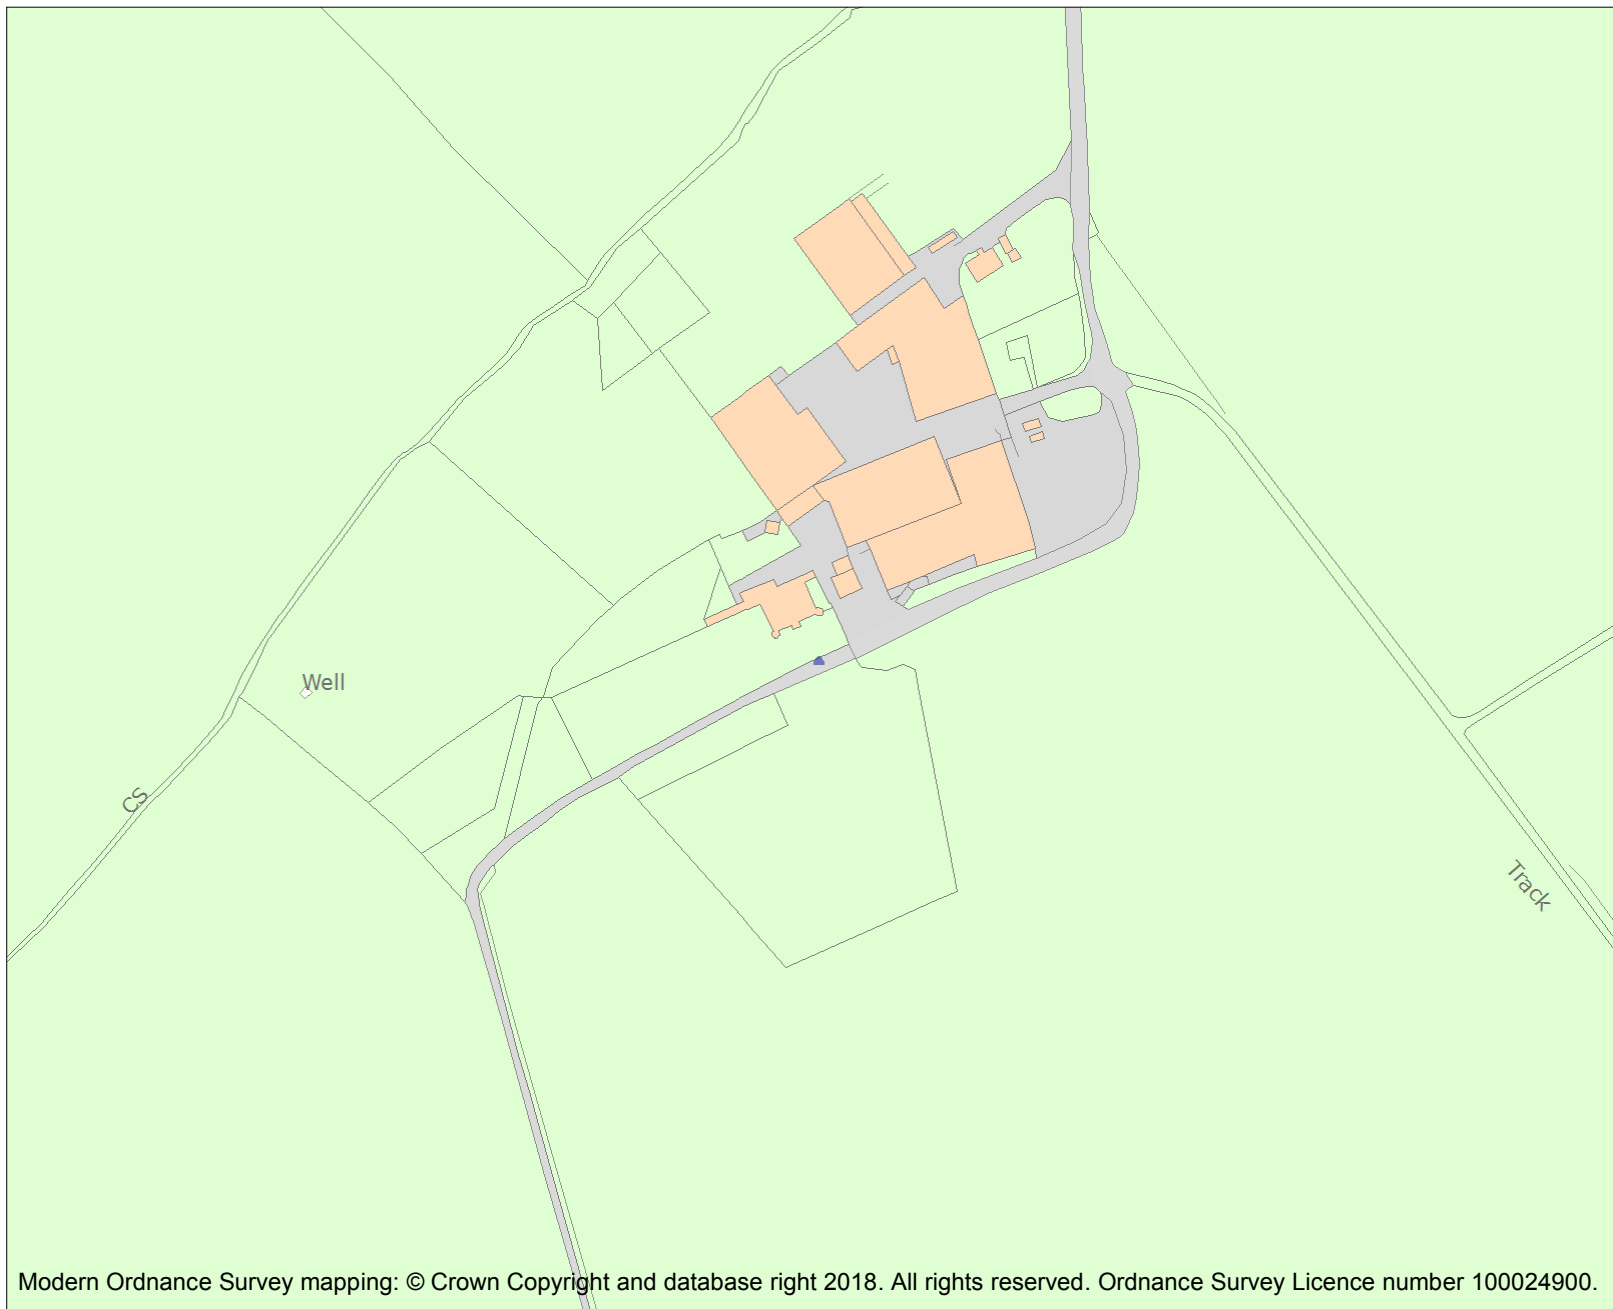 Well
CS
Track
Modern Ordnance Survey mapping: © Crown Copyright and database right 2018. All rights reserved. Ordnance Survey Licence number 100024900.